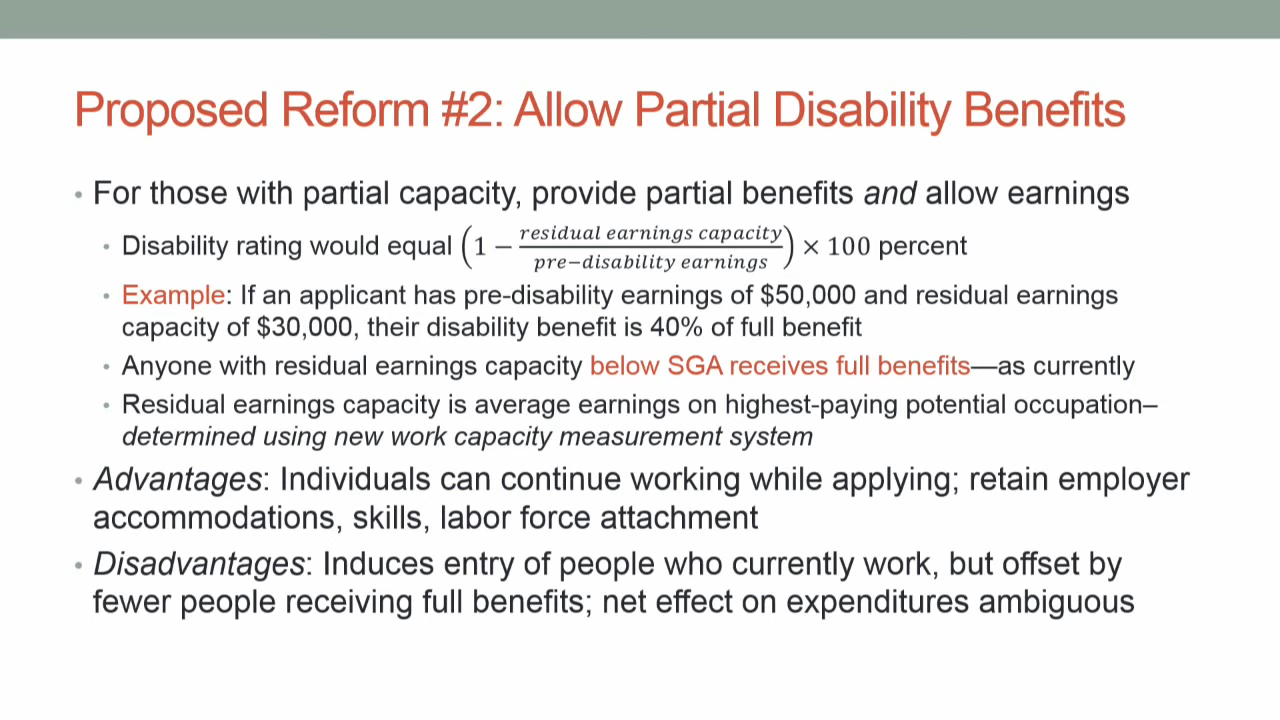 Proposed Reform #2: Allow Partial Disability Benefits
• For those with partial capacity, provide partial benefits and allow earnings
• Disability rating would equal (1 − residual earnings capacity / pre−disability earnings) × 100 percent
• Example: If an applicant has pre-disability earnings of $50,000 and residual earnings
capacity of $30,000, their disability benefit is 40% of full benefit
• Anyone with residual earnings capacity below SGA receives full benefits—as currently
• Residual earnings capacity is average earnings on highest-paying potential occupation–
determined using new work capacity measurement system
• Advantages: Individuals can continue working while applying; retain employer
accommodations, skills, labor force attachment
• Disadvantages: Induces entry of people who currently work, but offset by
fewer people receiving full benefits; net effect on expenditures ambiguous